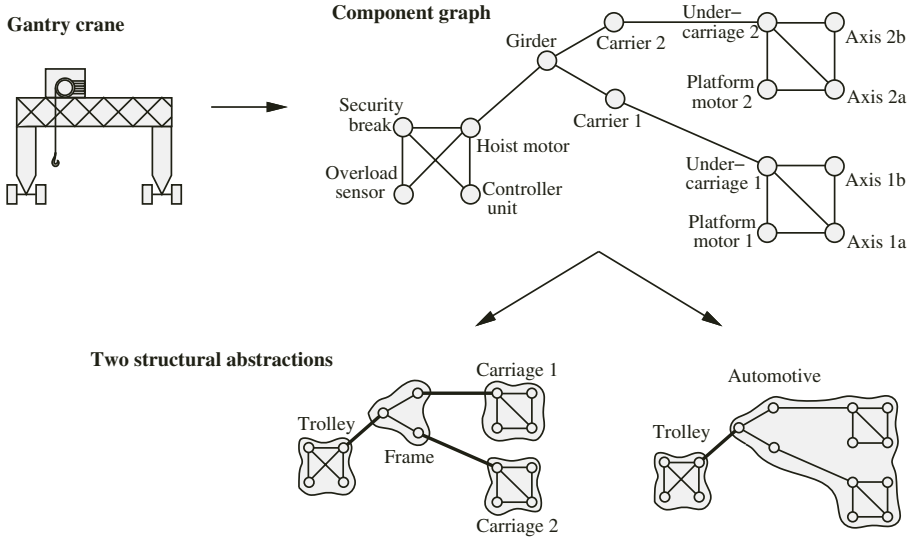 Gantry crane
Component graph
Girder
Carrier 2
Under–
carriage 2
Axis 2b
Platform
motor 2
Axis 2a
Carrier 1
Security
break
Hoist motor
Overload
sensor
Controller
unit
Under–
carriage 1
Axis 1b
Platform
motor 1
Axis 1a
Two structural abstractions
Trolley
Frame
Carriage 1
Carriage 2
Trolley
Automotive